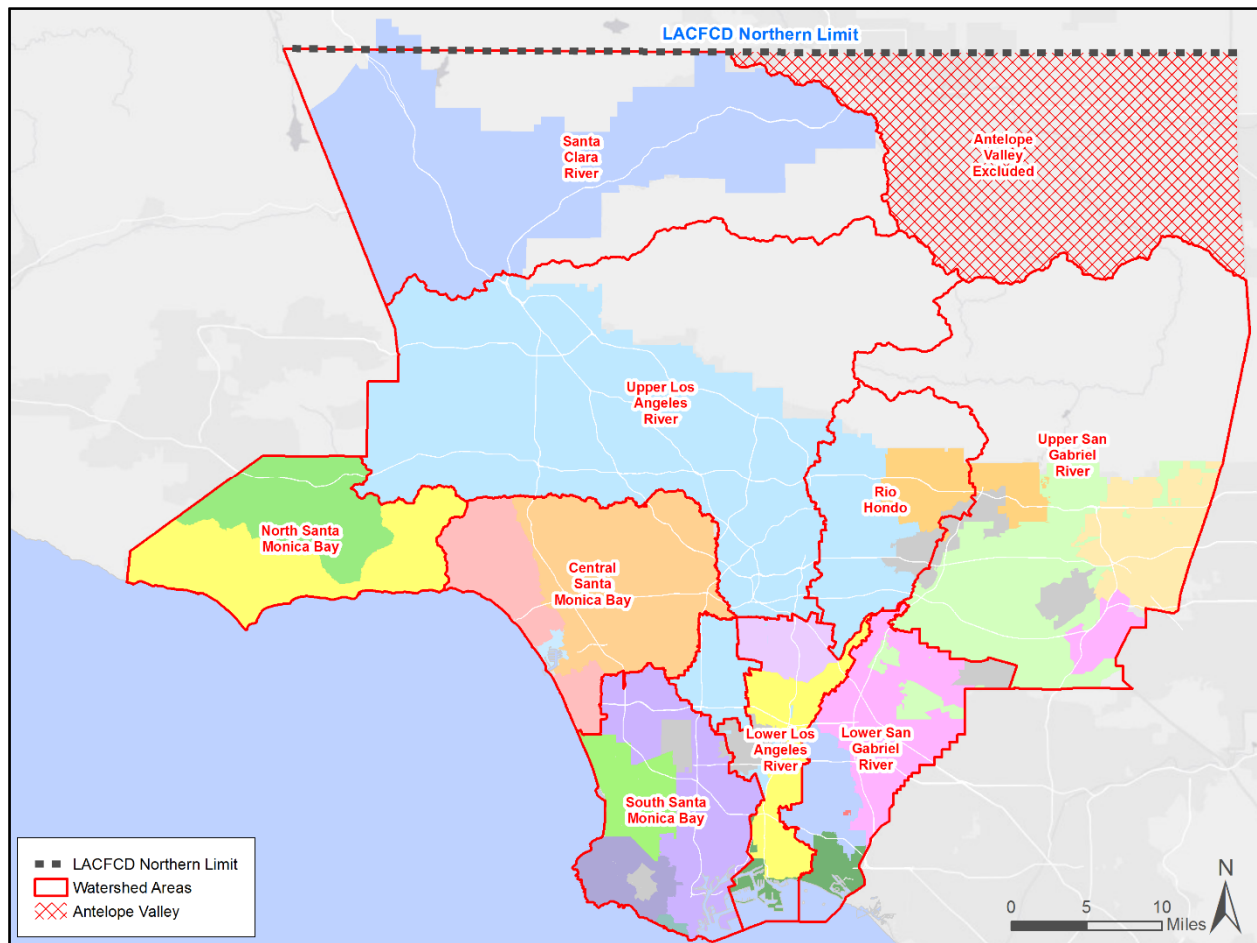 LACFCD Northern Limit
Santa
Clara
River
Antelope
Valley
Excluded
Upper Los
Angeles
River
Upper San
Gabriel
River
Rio
Hondo
North Santa
Monica Bay
Central
Santa
Monica Bay
Lower Los
Angeles
River
Lower San
Gabriel
River
South Santa
Monica Bay
LACFCD Northern Limit
Watershed Areas
Antelope Valley
N
0 5 10
Miles